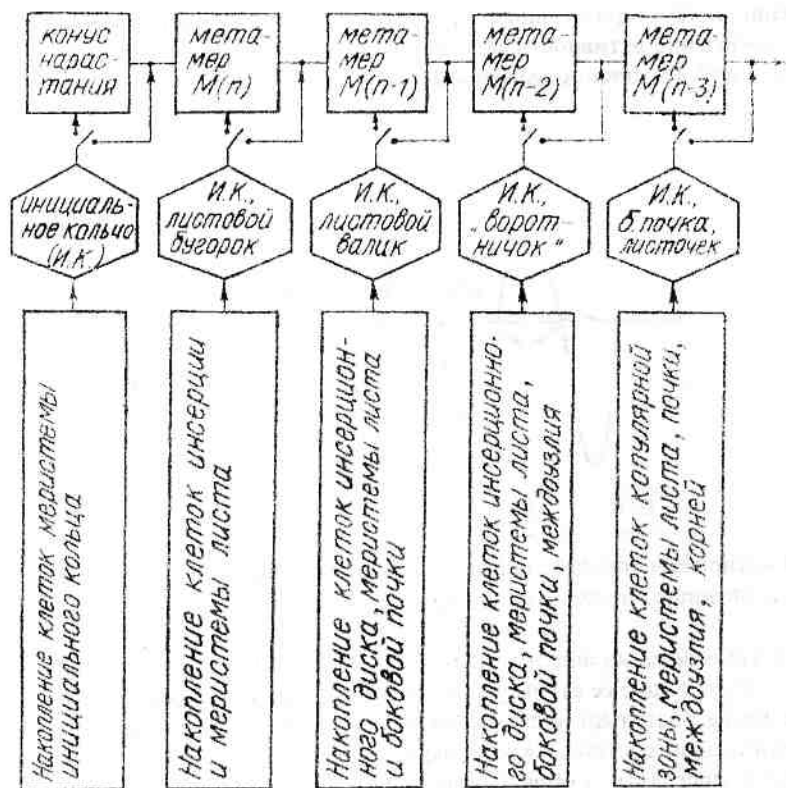 конус
нарас-
тания
мета-
мер
М(n)
мета-
мер
М(n-1)
мета-
мер
М(n-2)
мета-
мер
М(n-3)
инициаль-
ное кольцо
(И.К.)
И.К.,
листовой
бугорок
И.К.,
листовой
валик
И.К.,
„ворот-
ничок“
И.К.,
б.почка,
листочек
Накопление клеток меристемы
инициального кольца
Накопление клеток инсерции
и меристемы листа
Накопление клеток инсерцион-
ного диска, меристемы листа
и боковой почки
Накопление клеток инсерционно-
го диска, меристемы листа,
боковой почки междоузлия
Накопление клеток копулярной
зоны, меристемы листа, почки,
междоузлия, корней